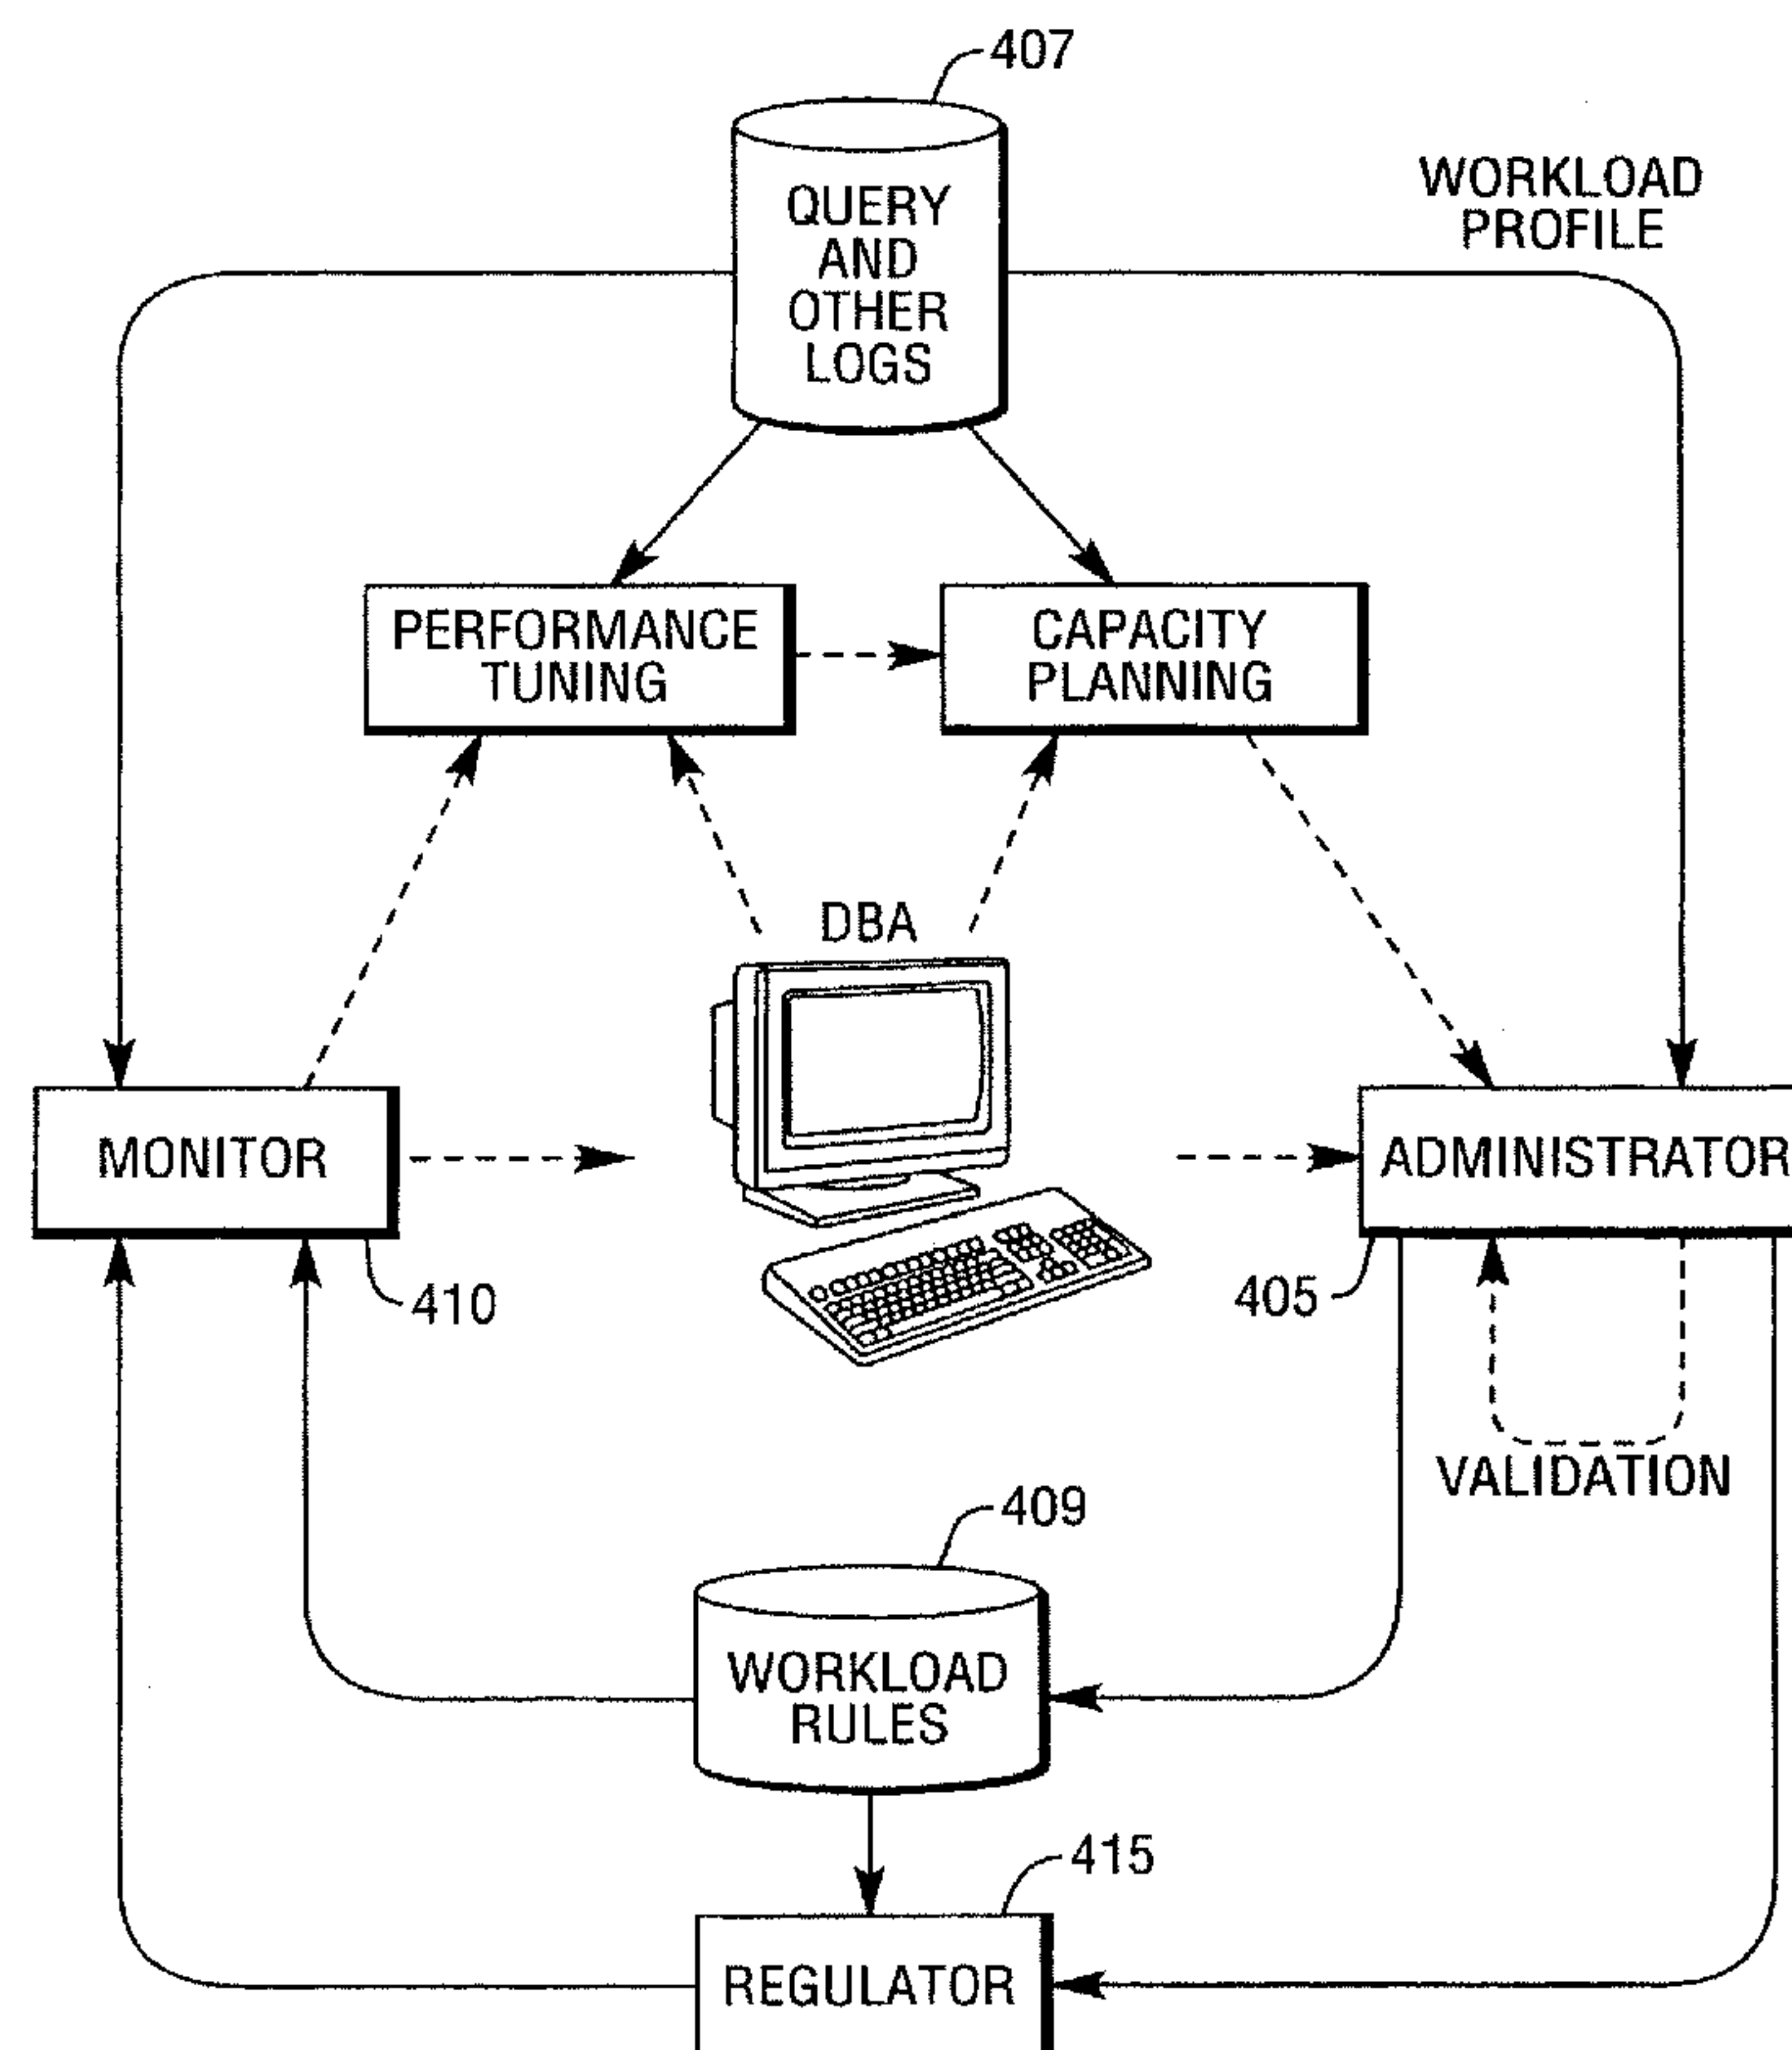 407
QUERY
AND
OTHER
LOGS
WORKLOAD
PROFILE
PERFORMANCE
TUNING
CAPACITY
PLANNING
DBA
MONITOR
ADMINISTRATOR
410
405
VALIDATION
409
WORKLOAD
RULES
415
REGULATOR